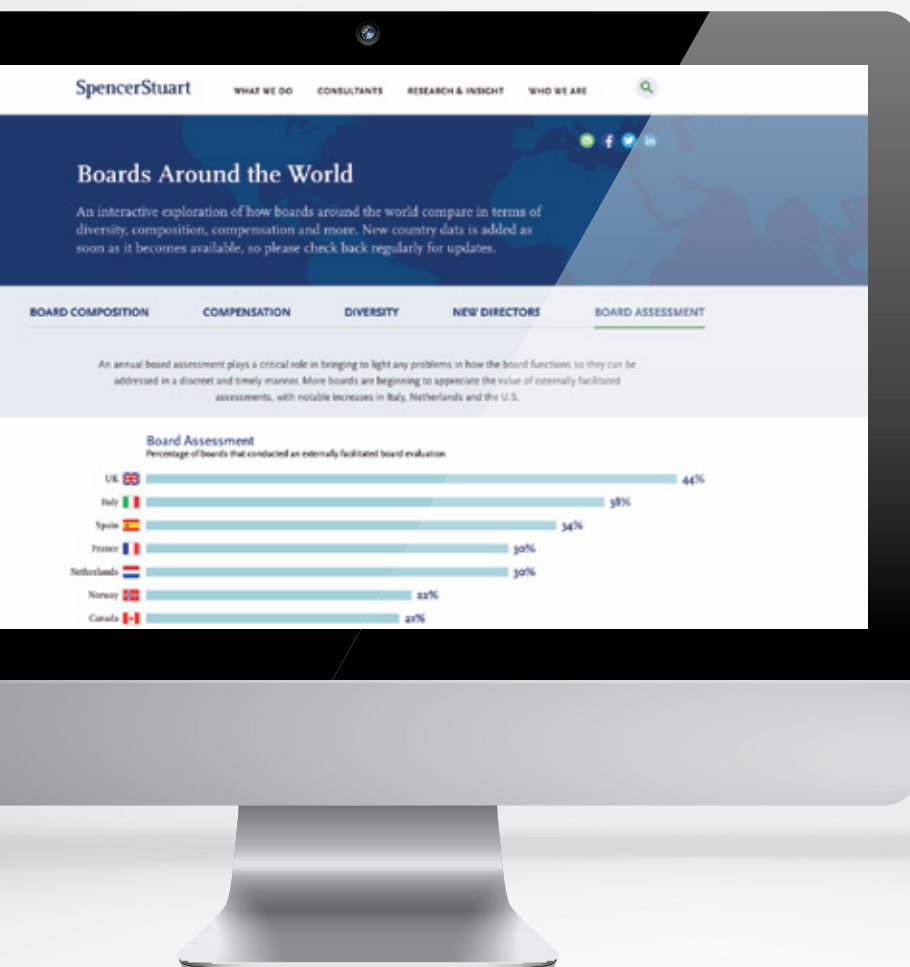 SpencerStuart
WHAT WE DO CONSULTANTS RESEARCH & INSIGHT WHO WE ARE
Boards Around the World
An interactive exploration of how boards around the world compare in terms of
diversity, composition, compensation and more. New country data is added as
soon as it becomes available, so please check back regularly for updates.
BOARD COMPOSITION COMPENSATION DIVERSITY NEW DIRECTORS BOARD ASSESSMENT
An annual board assessment plays a critical role in bringing to light any problems in how the board functions so they can be
addressed in a discreet and timely manner. More boards are beginning to appreciate the value of externally facilitated
assessments, with notable increases in Italy, Netherlands and the U.S.
Board Assessment
Percentage of boards that conducted an externally facilitated board evaluation
UK 44%
Italy 38%
Spain 34%
France 30%
Netherlands 30%
Norway 22%
Canada 21%